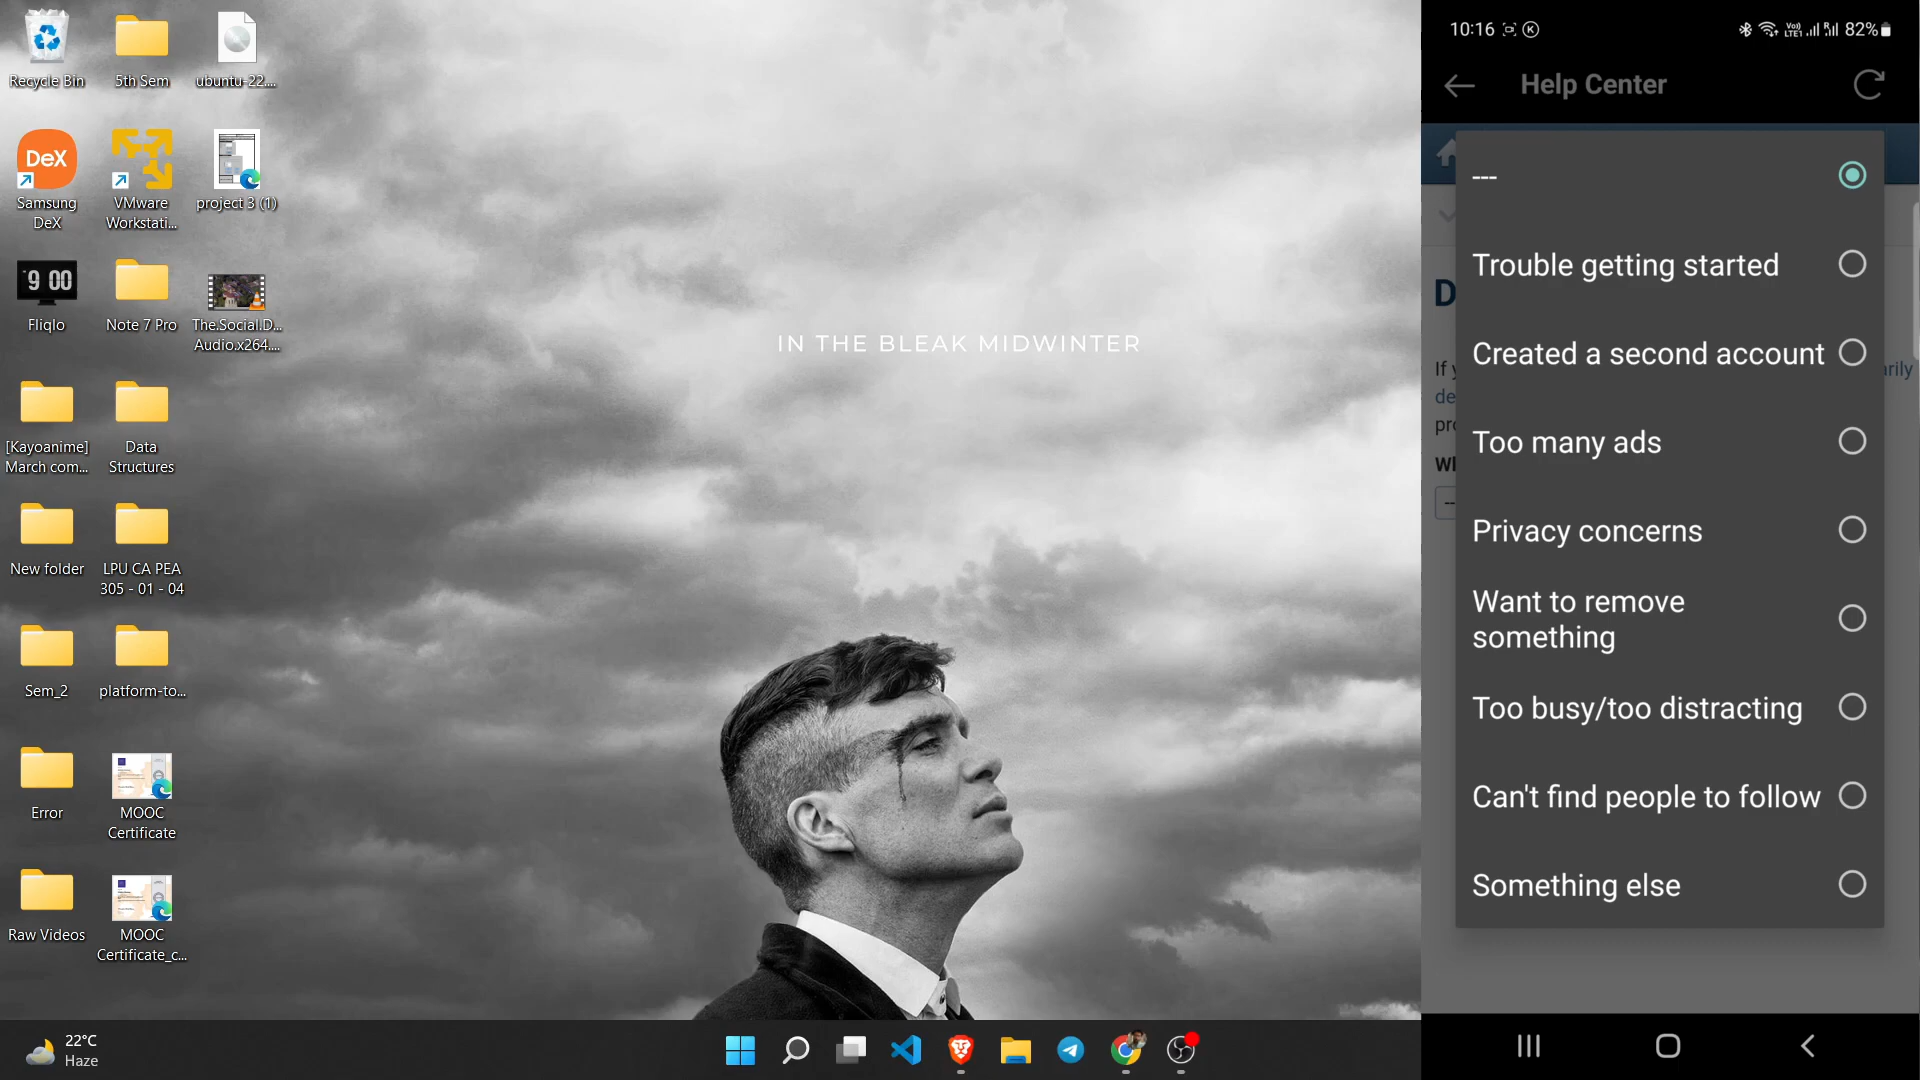 Recycle Bin
5th Sem
ubuntu-22....
DeX
Samsung
DeX
VMware
Workstati...
project 3 (1)
9 00
Fliqlo
Note 7 Pro
The.Social.D...
Audio.x264....
[Kayoanime]
March com...
Data
Structures
New folder
LPU CA PEA
305 - 01 - 04
Sem_2
platform-to...
Error
MOOC
Certificate
Raw Videos
MOOC
Certificate_c...
IN THE BLEAK MIDWINTER
22°C
Haze
10:16
82%
Help Center
---
Trouble getting started
Created a second account
Too many ads
Privacy concerns
Want to remove
something
Too busy/too distracting
Can't find people to follow
Something else
D
If y
arily
de
pro